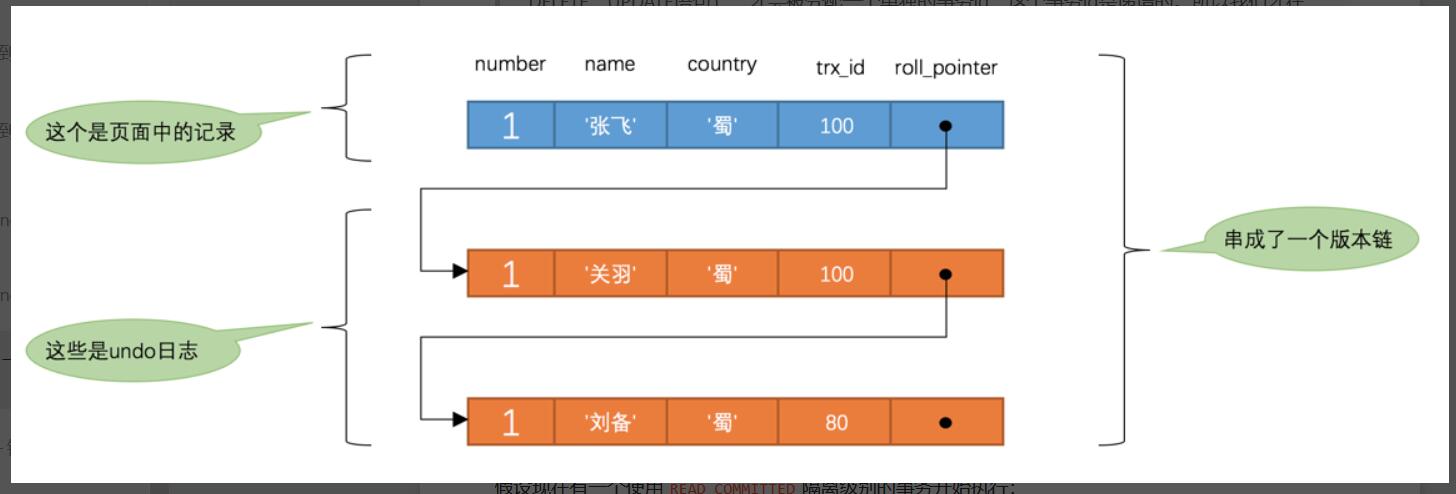 number name country trx_id roll_pointer
1 '张飞' '蜀' 100
这个是页面中的记录
1 '关羽' '蜀' 100
串成了一个版本链
这些是undo日志
1 '刘备' '蜀' 80
假设现在有一个使用 READ COMMITTED 隔离级别的事务开始执行：